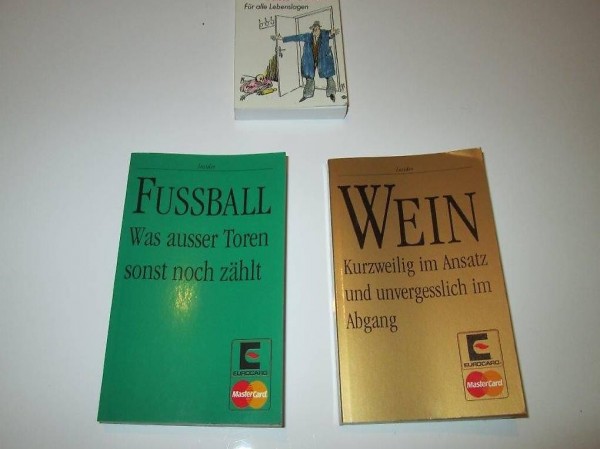 Für alle Lebenslagen
FUSSBALL
Was ausser Toren
sonst noch zählt
EUROCARD
MasterCard
WEIN
Kurzweilig im Ansatz
und unvergesslich im
Abgang
EUROCARD
MasterCard